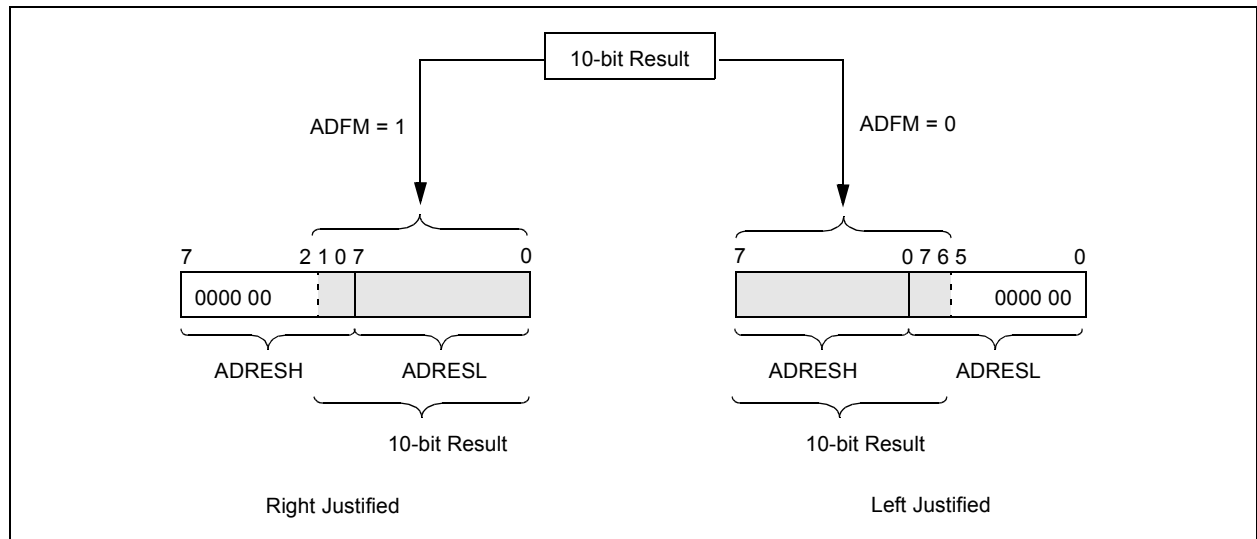 10-bit Result
ADFM = 1
ADFM = 0
7 2 1 0 7 0
0000 00
ADRESH ADRESL
10-bit Result
Right Justified
7 0 7 6 5 0
0000 00
ADRESH ADRESL
10-bit Result
Left Justified